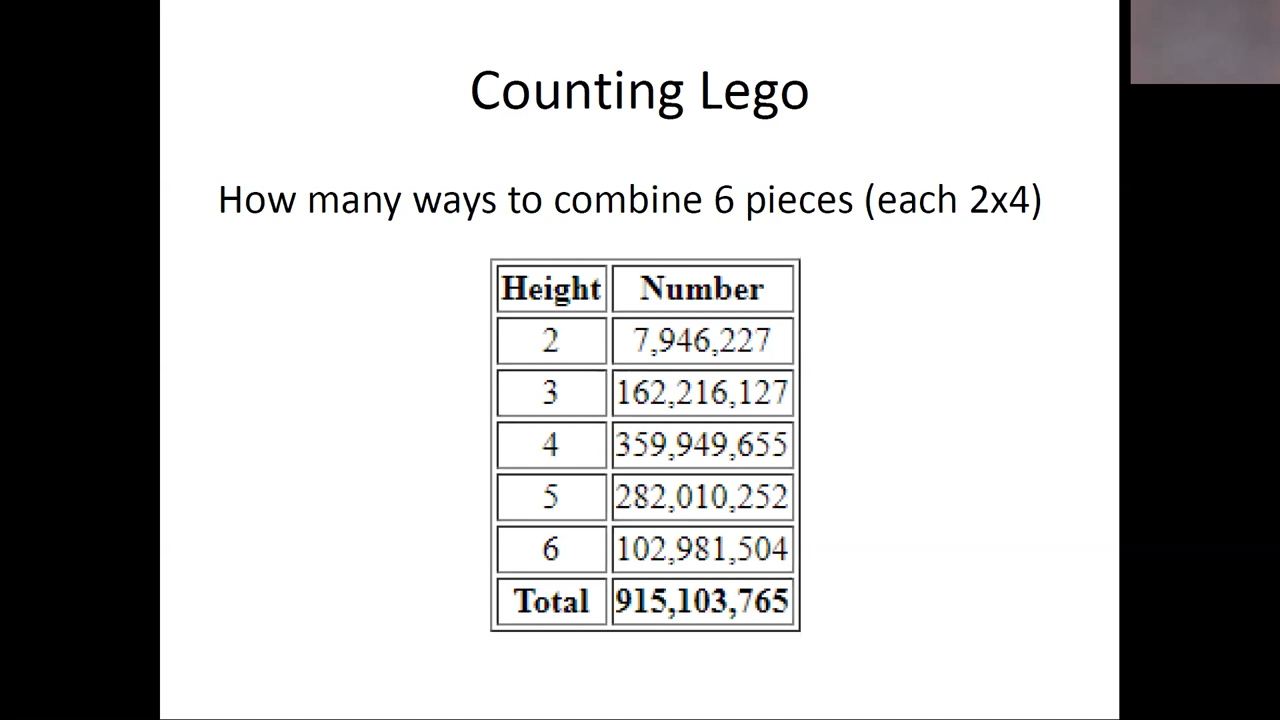 Counting Lego
How many ways to combine 6 pieces (each 2x4)
Height Number
2 7,946,227
3 162,216,127
4 359,949,655
5 282,010,252
6 102,981,504
Total 915,103,765